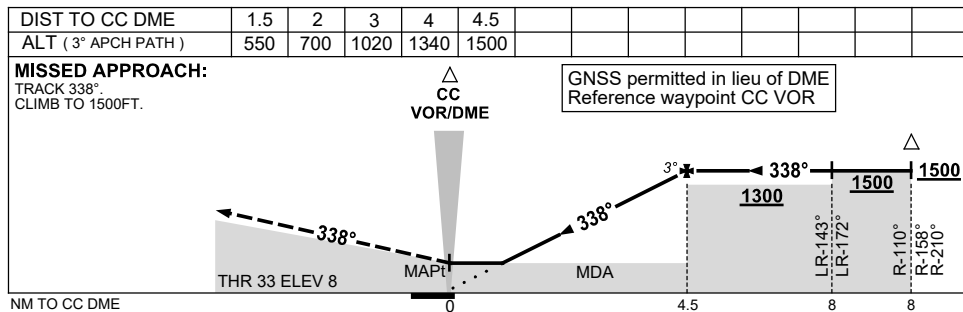 DIST TO CC DME 1.5 2 3 4 4.5
ALT ( 3° APCH PATH ) 550 700 1020 1340 1500
MISSED APPROACH:
TRACK 338°.
CLIMB TO 1500FT.
CC
VOR/DME
GNSS permitted in lieu of DME
Reference waypoint CC VOR
3° 338° 1500 1500
1300
338°
338°
LR-143°
LR-172°
R-110°
R-158°
R-210°
THR 33 ELEV 8
MAPt
MDA
NM TO CC DME 0 4.5 8 8